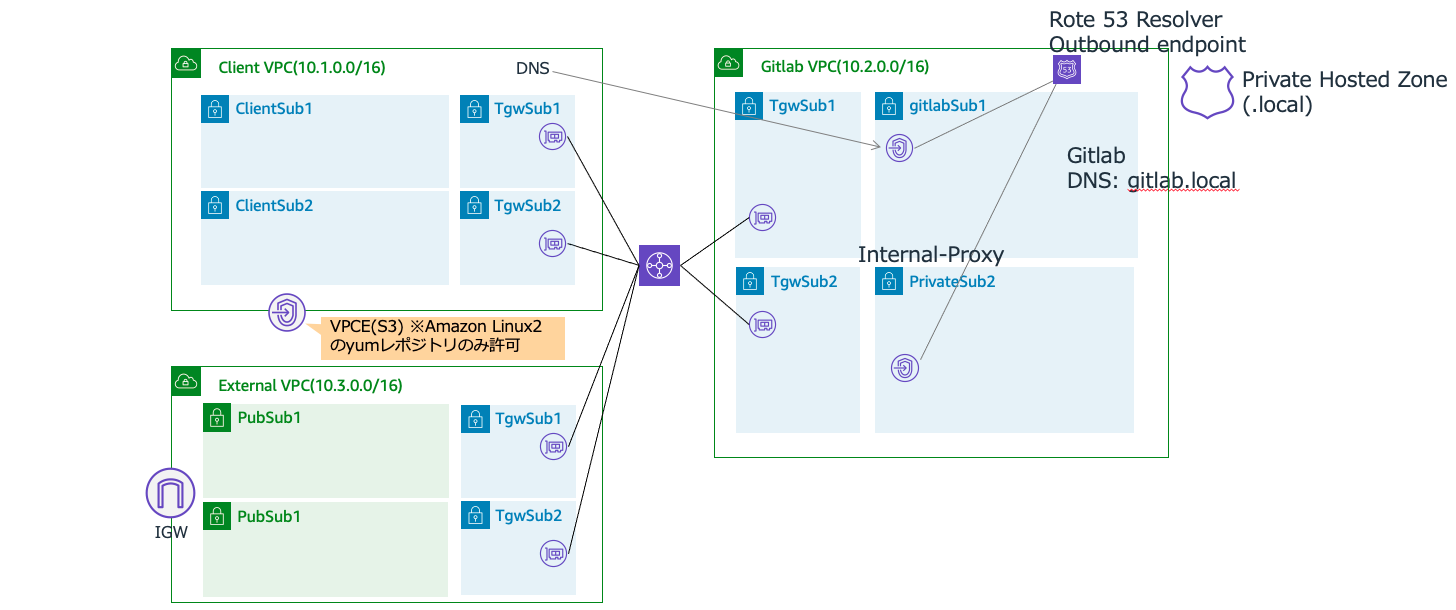 Rote 53 Resolver
Outbound endpoint
Private Hosted Zone
(.local)
Client VPC(10.1.0.0/16)
DNS
ClientSub1
TgwSub1
ClientSub2
TgwSub2
VPCE(S3) ※Amazon Linux2
のyumレポジトリのみ許可
Gitlab VPC(10.2.0.0/16)
53
TgwSub1
gitlabSub1
Gitlab
DNS: gitlab.local
Internal-Proxy
TgwSub2
PrivateSub2
External VPC(10.3.0.0/16)
PubSub1
TgwSub1
PubSub1
TgwSub2
IGW